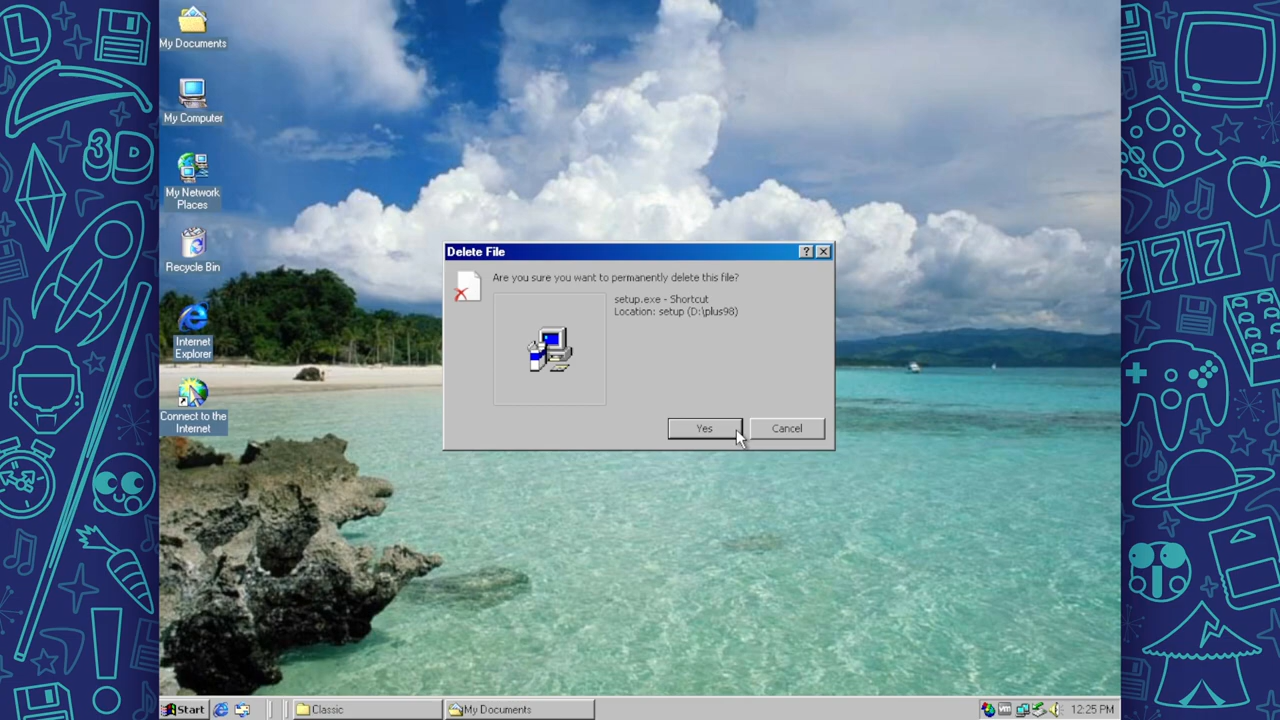 My Documents
My Computer
My Network
Places
Recycle Bin
Internet
Explorer
Connect to the
Internet
Delete File
Are you sure you want to permanently delete this file?
setup.exe - Shortcut
Location: setup (D:\plus98)
Yes
Cancel
Start
Classic
My Documents
12:25 PM
L
3D
777